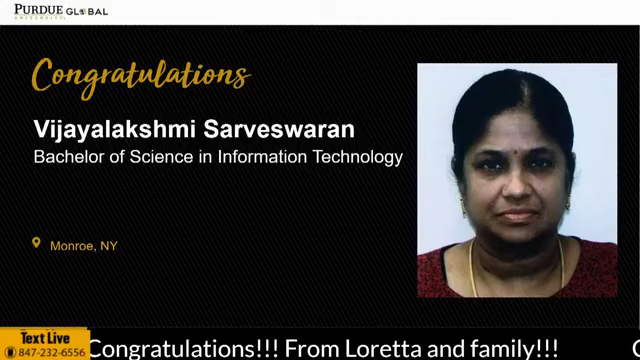 PURDUE GLOBAL
UNIVERSITY
Congratulations
Vijayalakshmi Sarveswaran
Bachelor of Science in Information Technology
Monroe, NY
Text Live
847-232-6556
Congratulations!!! From Loretta and family!!!